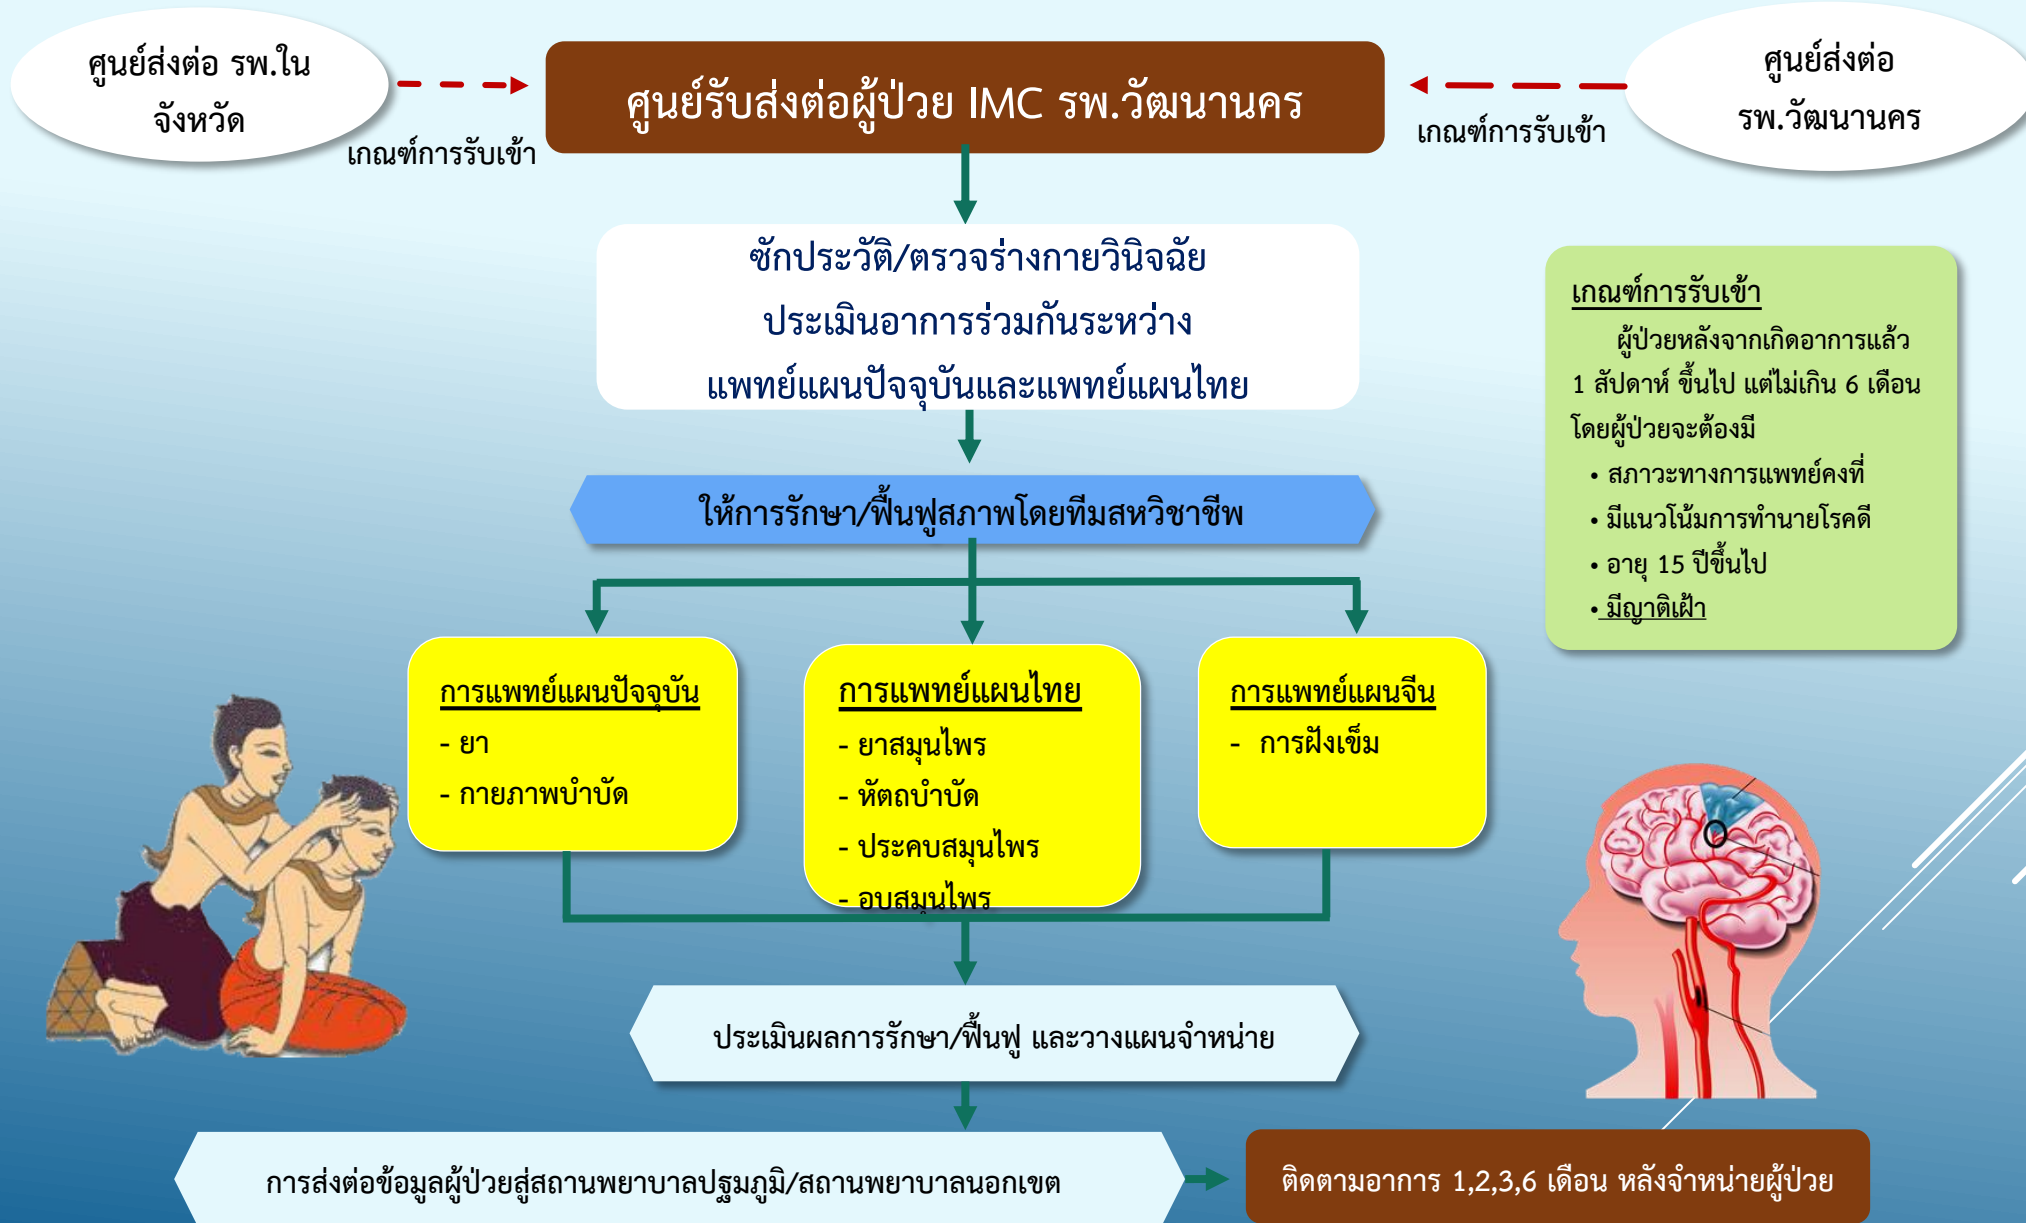 ศูนย์ส่งต่อ รพ.ใน
จังหวัด
เกณฑ์การรับเข้า
ศูนย์รับส่งต่อผู้ป่วย IMC รพ.วัฒนานคร
ศูนย์ส่งต่อ
รพ.วัฒนานคร
เกณฑ์การรับเข้า
ซักประวัติ/ตรวจร่างกายวินิจฉัย
ประเมินอาการร่วมกันระหว่าง
แพทย์แผนปัจจุบันและแพทย์แผนไทย
เกณฑ์การรับเข้า
ผู้ป่วยหลังจากเกิดอาการแล้ว
1 สัปดาห์ ขึ้นไป แต่ไม่เกิน 6 เดือน
โดยผู้ป่วยจะต้องมี
• สภาวะทางการแพทย์คงที่
• มีแนวโน้มการทำนายโรคดี
• อายุ 15 ปีขึ้นไป
• มีญาติเฝ้า
ให้การรักษา/ฟื้นฟูสภาพโดยทีมสหวิชาชีพ
การแพทย์แผนปัจจุบัน
- ยา
- กายภาพบำบัด
การแพทย์แผนไทย
- ยาสมุนไพร
- หัตถบำบัด
- ประคบสมุนไพร
- อบสมุนไพร
การแพทย์แผนจีน
- การฝังเข็ม
ประเมินผลการรักษา/ฟื้นฟู และวางแผนจำหน่าย
การส่งต่อข้อมูลผู้ป่วยสู่สถานพยาบาลปฐมภูมิ/สถานพยาบาลนอกเขต
ติดตามอาการ 1,2,3,6 เดือน หลังจำหน่ายผู้ป่วย